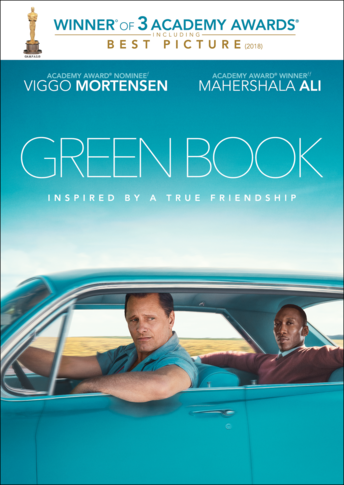 WINNER® OF 3 ACADEMY AWARDS®
INCLUDING
BEST PICTURE (2018)
ACADEMY AWARD® NOMINEE
VIGGO MORTENSEN
ACADEMY AWARD® WINNER
MAHERSHALA ALI
GREEN BOOK
INSPIRED BY A TRUE FRIENDSHIP